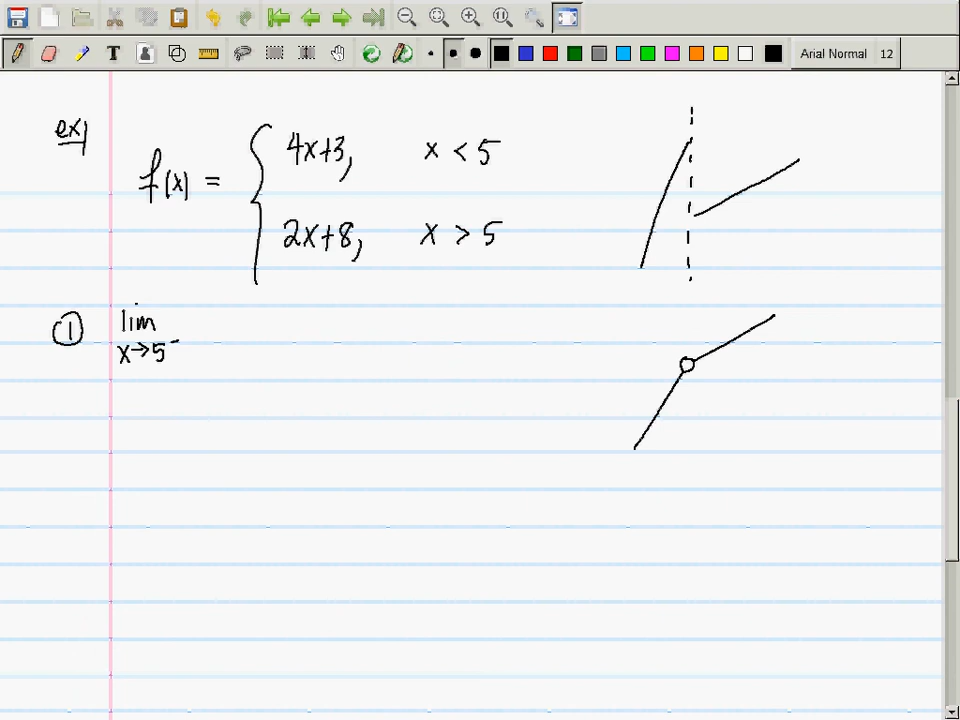 Arial Normal 12
ex)
f(x) = { 4x+3, x < 5
2x+8, x > 5
① lim
x→5⁻